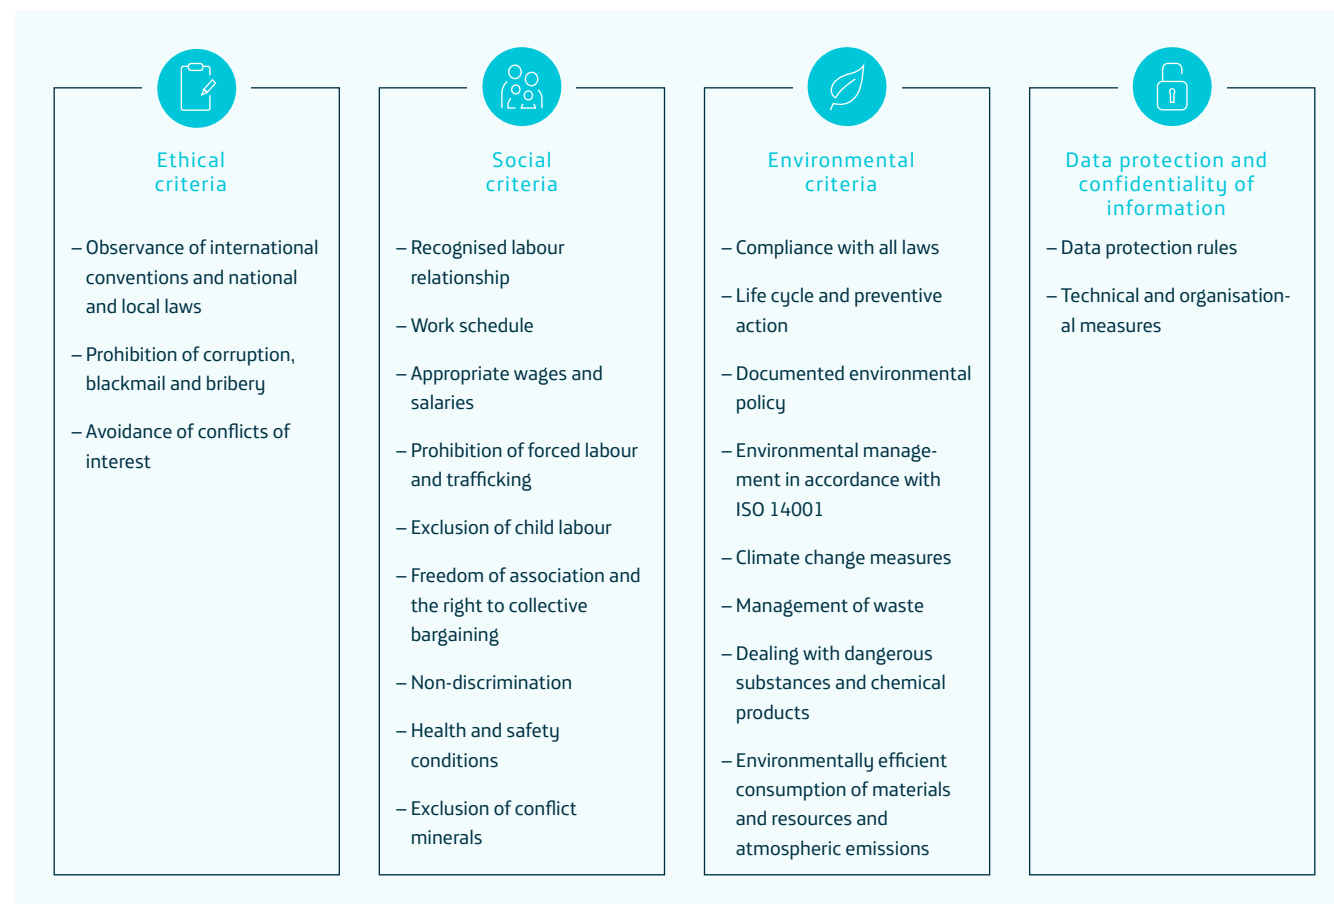 Ethical
criteria
– Observance of international
conventions and national
and local laws
– Prohibition of corruption,
blackmail and bribery
– Avoidance of conflicts of
interest
Social
criteria
– Recognised labour
relationship
– Work schedule
– Appropriate wages and
salaries
– Prohibition of forced labour
and trafficking
– Exclusion of child labour
– Freedom of association and
the right to collective
bargaining
– Non-discrimination
– Health and safety
conditions
– Exclusion of conflict
minerals
Environmental
criteria
– Compliance with all laws
– Life cycle and preventive
action
– Documented environmental
policy
– Environmental manage-
ment in accordance with
ISO 14001
– Climate change measures
– Management of waste
– Dealing with dangerous
substances and chemical
products
– Environmentally efficient
consumption of materials
and resources and
atmospheric emissions
Data protection and
confidentiality of
information
– Data protection rules
– Technical and organisation-
al measures